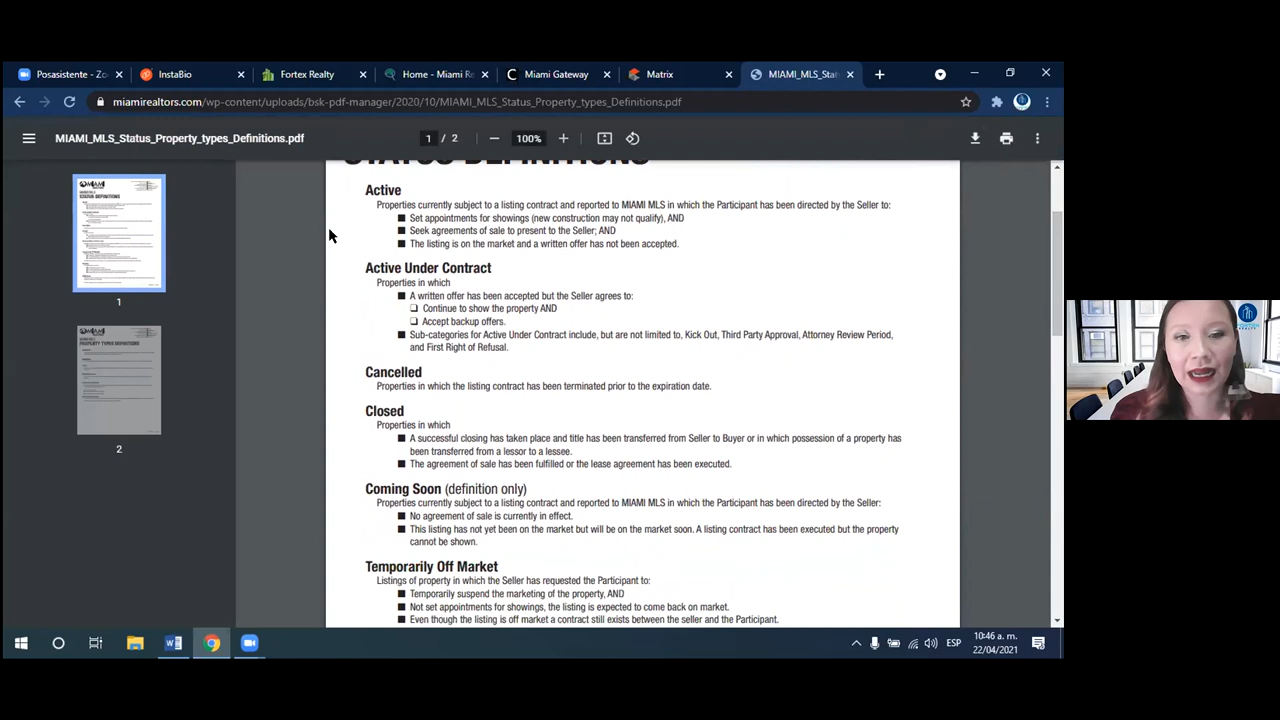 Posasistente - Zo
InstaBio
Fortex Realty
Home - Miami Re
Miami Gateway
Matrix
MIAMI_MLS_Stat
miamirealtors.com/wp-content/uploads/bsk-pdf-manager/2020/10/MIAMI_MLS_Status_Property_types_Definitions.pdf
MIAMI_MLS_Status_Property_types_Definitions.pdf
1 / 2
100%
STATUS DEFINITIONS
Active
Properties currently subject to a listing contract and reported to MIAMI MLS in which the Participant has been directed by the Seller to:
Set appointments for showings (new construction may not qualify), AND
Seek agreements of sale to present to the Seller; AND
The listing is on the market and a written offer has not been accepted.
Active Under Contract
Properties in which
A written offer has been accepted but the Seller agrees to:
Continue to show the property AND
Accept backup offers.
Sub-categories for Active Under Contract include, but are not limited to, Kick Out, Third Party Approval, Attorney Review Period,
and First Right of Refusal.
Cancelled
Properties in which the listing contract has been terminated prior to the expiration date.
Closed
Properties in which
A successful closing has taken place and title has been transferred from Seller to Buyer or in which possession of a property has
been transferred from a lessor to a lessee.
The agreement of sale has been fulfilled or the lease agreement has been executed.
Coming Soon (definition only)
Properties currently subject to a listing contract and reported to MIAMI MLS in which the Participant has been directed by the Seller:
No agreement of sale is currently in effect.
This listing has not yet been on the market but will be on the market soon. A listing contract has been executed but the property
cannot be shown.
Temporarily Off Market
Listings of property in which the Seller has requested the Participant to:
Temporarily suspend the marketing of the property, AND
Not set appointments for showings, the listing is expected to come back on market.
Even though the listing is off market a contract still exists between the seller and the Participant.
1
2
ESP
10:46 a. m.
22/04/2021